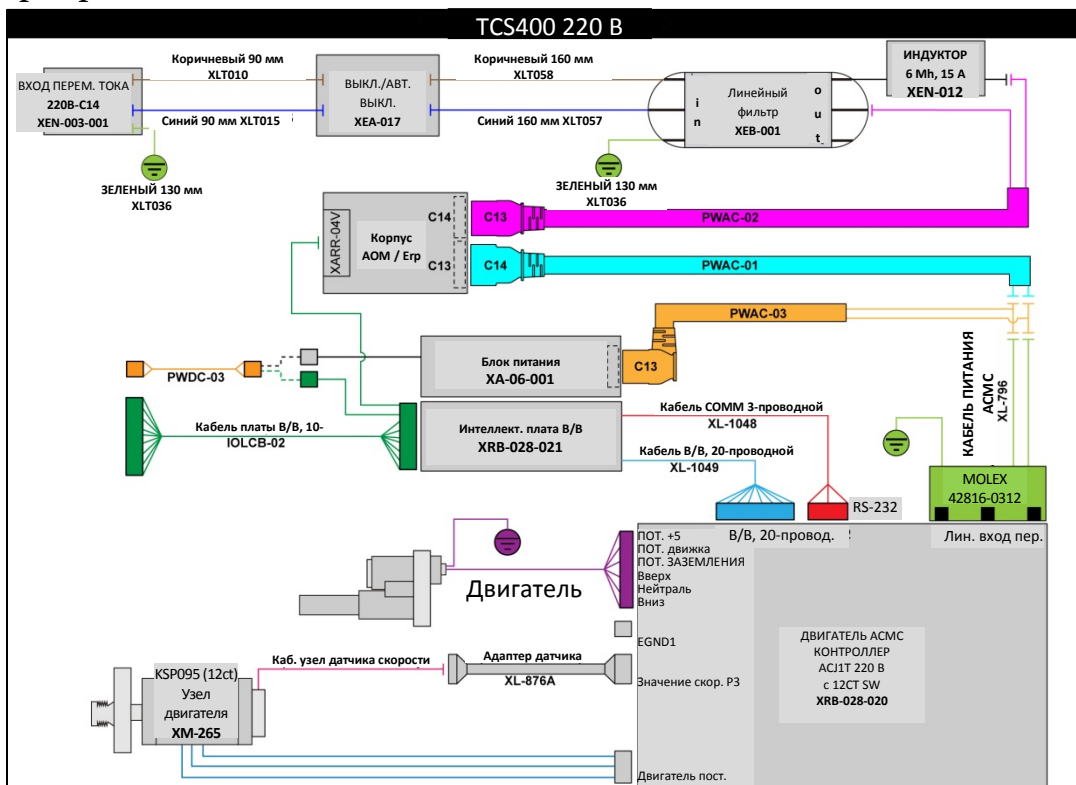 TCS400 220 В
Коричневый 90 мм
XLT010
Коричневый 160 мм
XLT058
ИНДУКТОР
6 Mh, 15 A
XEN-012
ВХОД ПЕРЕМ. ТОКА
220В-C14
XEN-003-001
ВЫКЛ./АВТ.
ВЫКЛ.
XEA-017
Линейный
фильтр
XEB-001
in
out
Синий 90 мм XLT015
Синий 160 мм XLT057
ЗЕЛЕНЫЙ 130 мм
XLT036
ЗЕЛЕНЫЙ 130 мм
XLT036
XARR-04V
Корпус
AOM / Erp
C14
C13
C13
PWAC-02
C14
PWAC-01
PWAC-03
C13
Блок питания
XA-06-001
PWDC-03
Кабель платы В/В, 10-
IOLCB-02
Интеллект. плата В/В
XRB-028-021
Кабель COMM 3-проводной
XL-1048
Кабель В/В, 20-проводной
XL-1049
КАБЕЛЬ ПИТАНИЯ
ACMC
XL-796
MOLEX
42816-0312
RS-232
В/В, 20-провод.
Лин. вход пер.
ПОТ. +5
ПОТ. движка
ПОТ. ЗАЗЕМЛЕНИЯ
Вверх
Нейтраль
Вниз
Двигатель
EGND1
ДВИГАТЕЛЬ ACMC
КОНТРОЛЛЕР
ACJ1T 220 В
с 12CT SW
XRB-028-020
Каб. узел датчика скорости
Адаптер датчика
XL-876A
Значение скор. P3
KSP095 (12ct)
Узел
двигателя
XM-265
Двигатель пост.